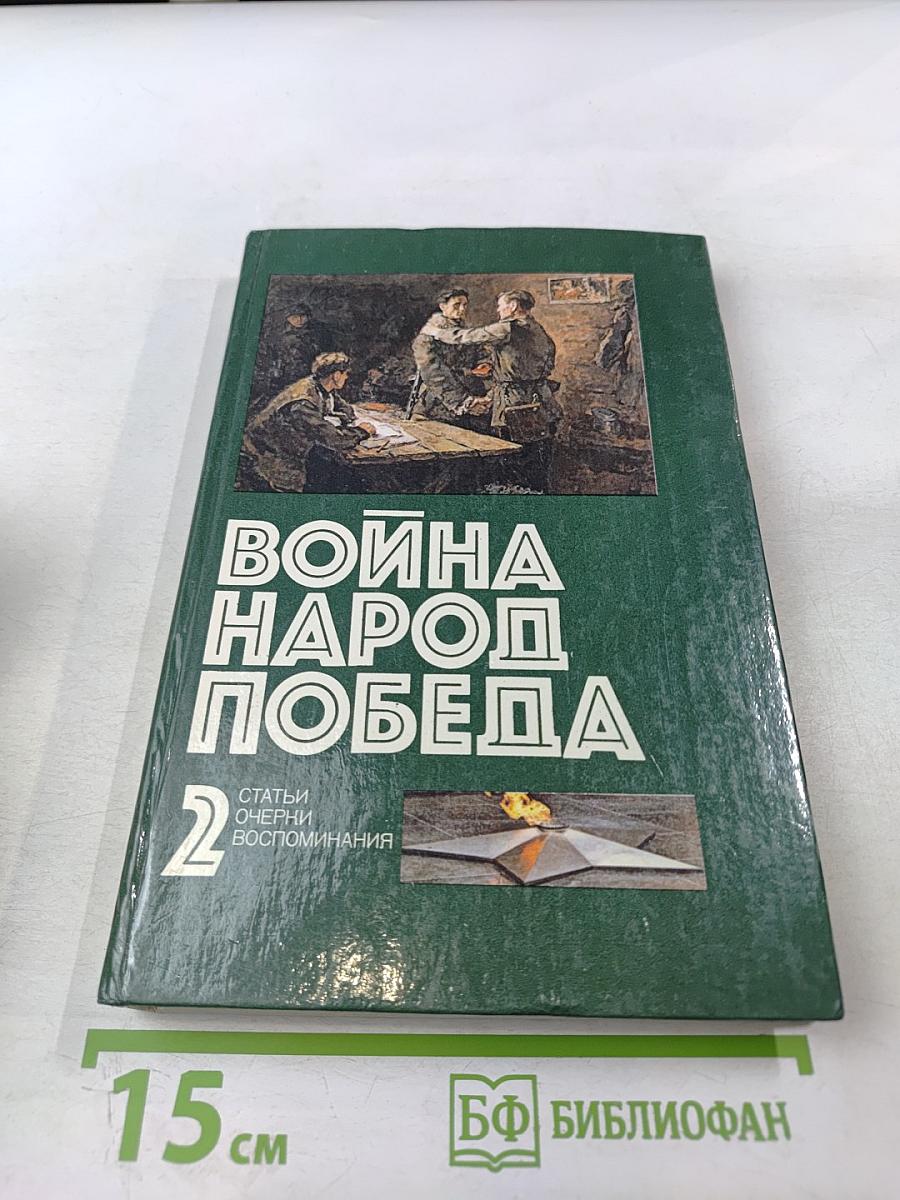 ВОЙНА
НАРОД
ПОБЕДА
2
СТАТЬИ
ОЧЕРКИ
ВОСПОМИНАНИЯ
15 см
БФ БИБЛИОФАН